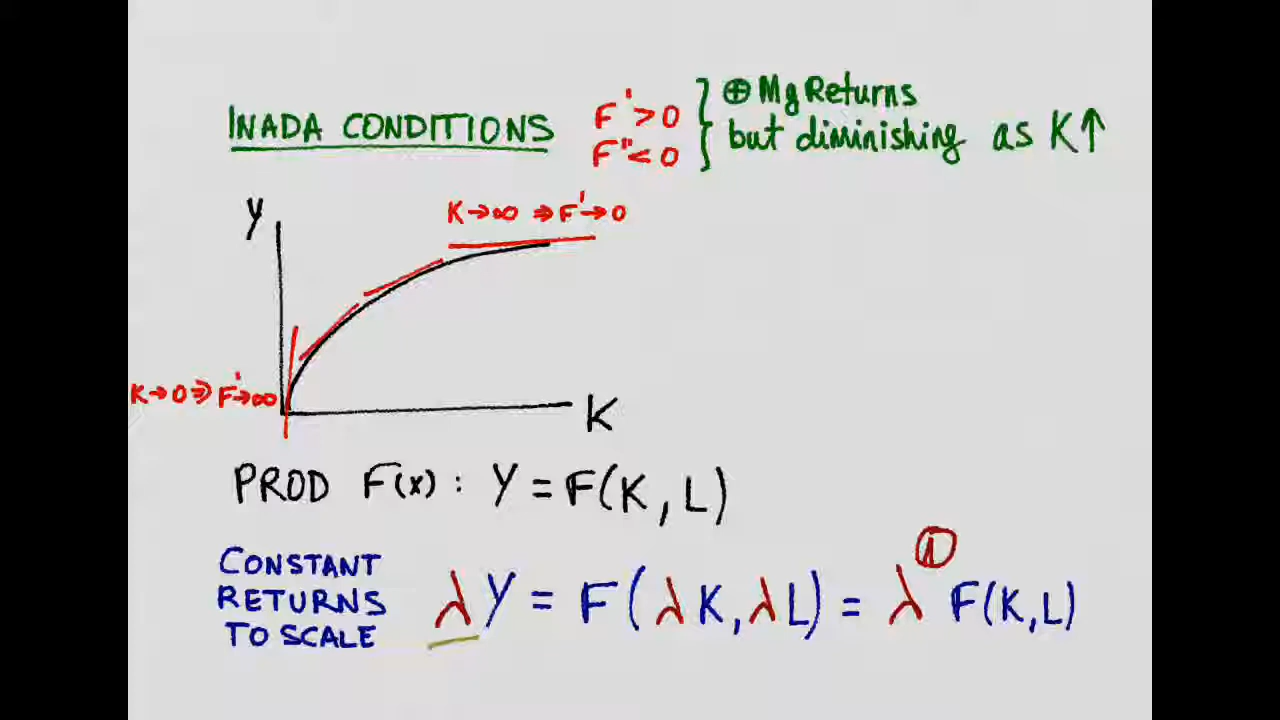 INADA CONDITIONS
F' > 0
F" < 0
⊕ Mg Returns
but diminishing as K↑
Y
K→∞ ⇒ F'→0
K→0 ⇒ F'→∞
K
PROD F(x) : Y = F(K, L)
CONSTANT
RETURNS
TO SCALE
λY = F(λK, λL) = λ^① F(K, L)